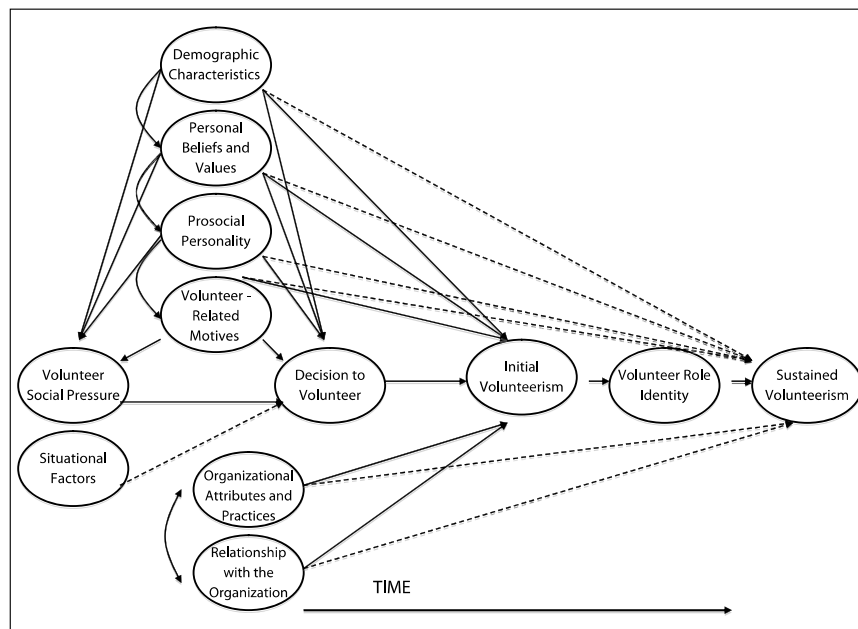 Demographic
Characteristics
Personal
Beliefs and
Values
Prosocial
Personality
Volunteer -
Related
Motives
Volunteer
Social Pressure
Decision to
Volunteer
Initial
Volunteerism
Volunteer Role
Identity
Sustained
Volunteerism
Situational
Factors
Organizational
Attributes and
Practices
Relationship
with the
Organization
TIME